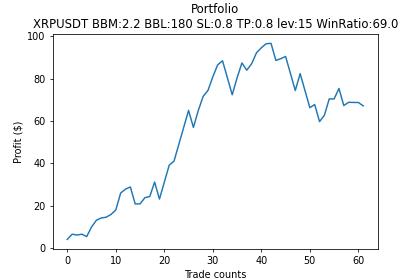 Portfolio
XRPUSDT BBM:2.2 BBL:180 SL:0.8 TP:0.8 lev:15 WinRatio:69.0
100
80
60
40
20
0
Profit ($)
0 10 20 30 40 50 60
Trade counts